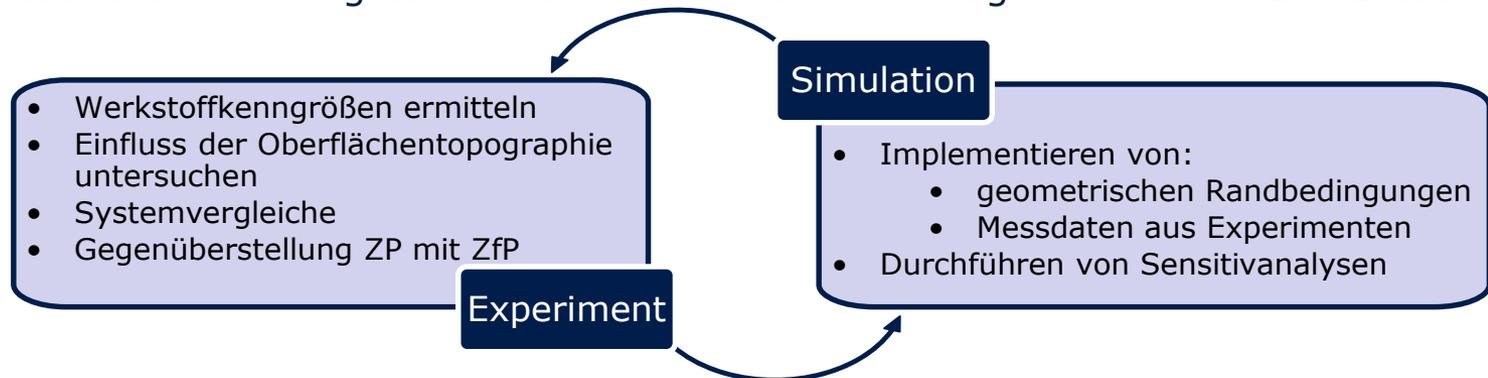 • Werkstoffkenngrößen ermitteln
• Einfluss der Oberflächentopographie
untersuchen
• Systemvergleiche
• Gegenüberstellung ZP mit ZfP
Experiment
Simulation
• Implementieren von:
• geometrischen Randbedingungen
• Messdaten aus Experimenten
• Durchführen von Sensitivanalysen